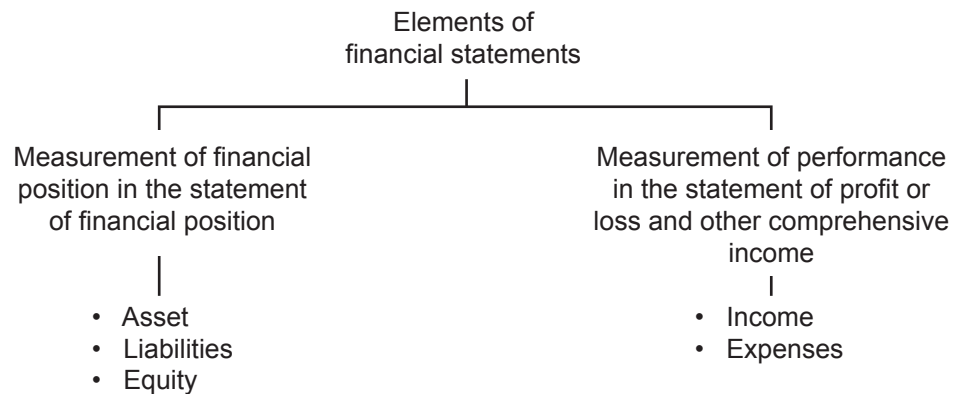 Elements of
financial statements
Measurement of financial
position in the statement
of financial position
• Asset
• Liabilities
• Equity
Measurement of performance
in the statement of profit or
loss and other comprehensive
income
• Income
• Expenses